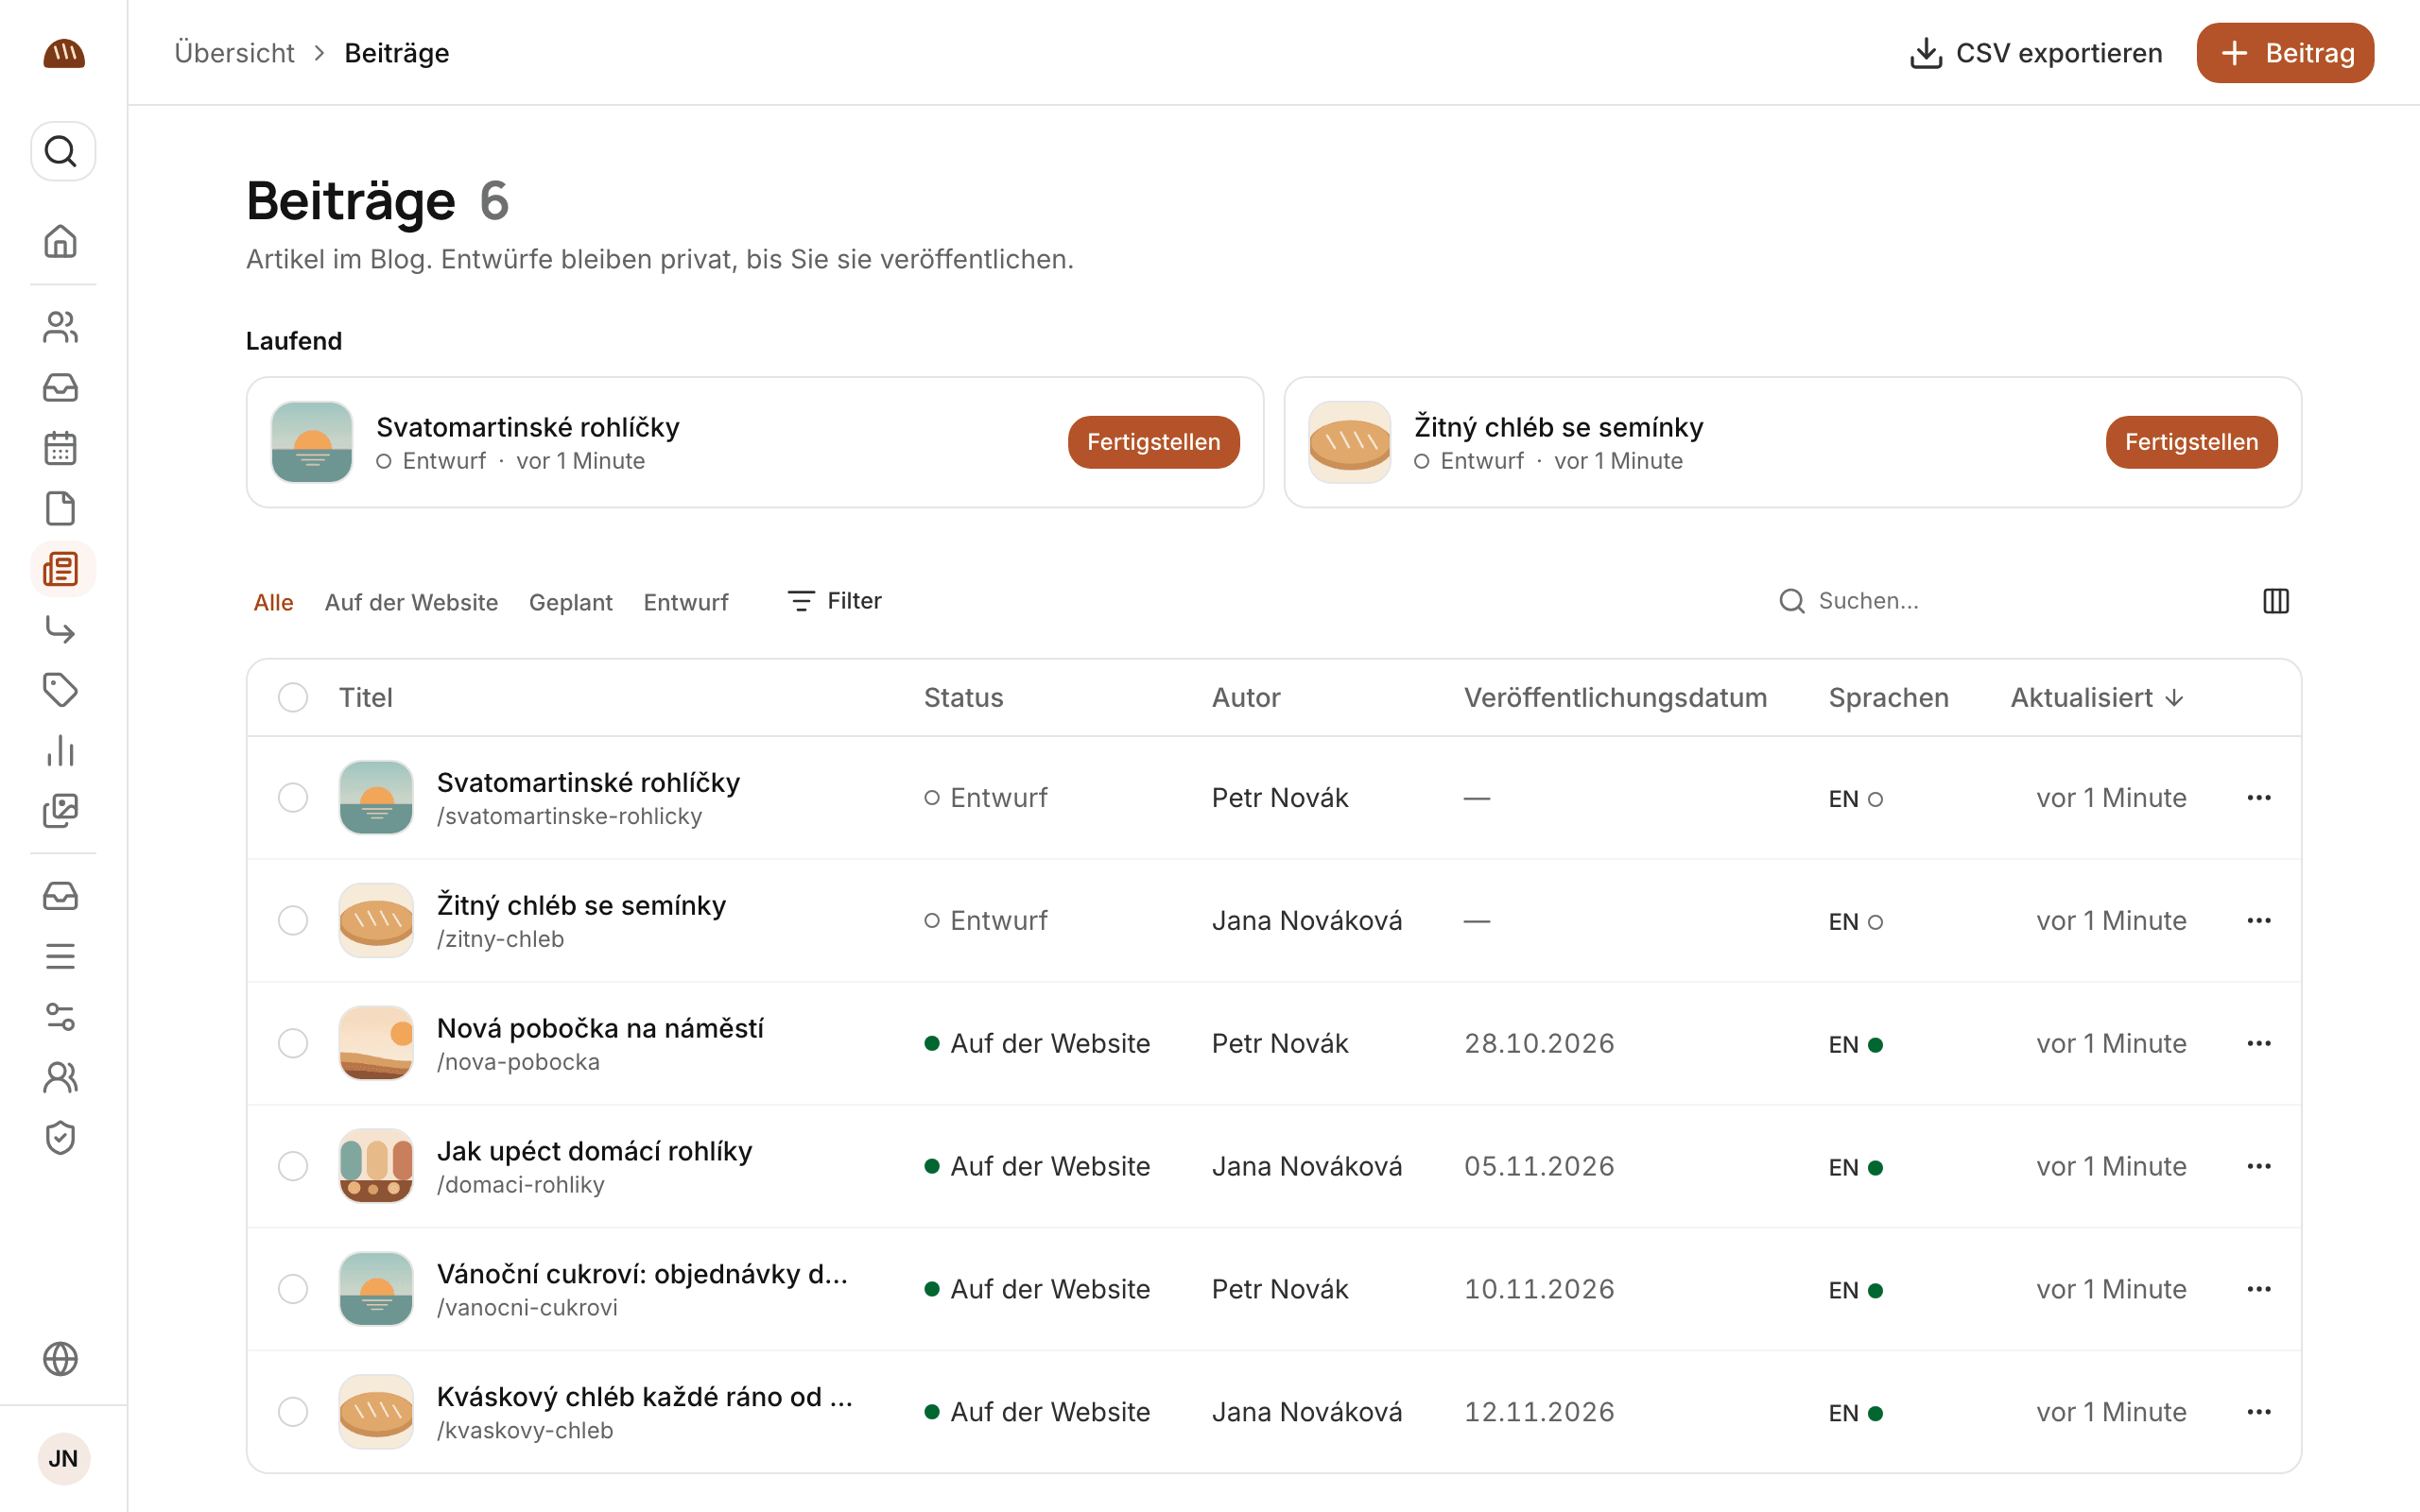 Übersicht > Beiträge
CSV exportieren
+ Beitrag
Beiträge 6
Artikel im Blog. Entwürfe bleiben privat, bis Sie sie veröffentlichen.
Laufend
Svatomartinské rohlíčky
Entwurf · vor 1 Minute
Fertigstellen
Žitný chléb se semínky
Entwurf · vor 1 Minute
Fertigstellen
Alle Auf der Website Geplant Entwurf Filter Suchen...
Titel Status Autor Veröffentlichungsdatum Sprachen Aktualisiert ↓
Svatomartinské rohlíčky
/svatomartinske-rohlicky
Entwurf Petr Novák — EN vor 1 Minute
Žitný chléb se semínky
/zitny-chleb
Entwurf Jana Nováková — EN vor 1 Minute
Nová pobočka na náměstí
/nova-pobocka
Auf der Website Petr Novák 28.10.2026 EN vor 1 Minute
Jak upéct domácí rohlíky
/domaci-rohliky
Auf der Website Jana Nováková 05.11.2026 EN vor 1 Minute
Vánoční cukroví: objednávky d...
/vanocni-cukrovi
Auf der Website Petr Novák 10.11.2026 EN vor 1 Minute
Kváskový chléb každé ráno od ...
/kvaskovy-chleb
Auf der Website Jana Nováková 12.11.2026 EN vor 1 Minute
JN